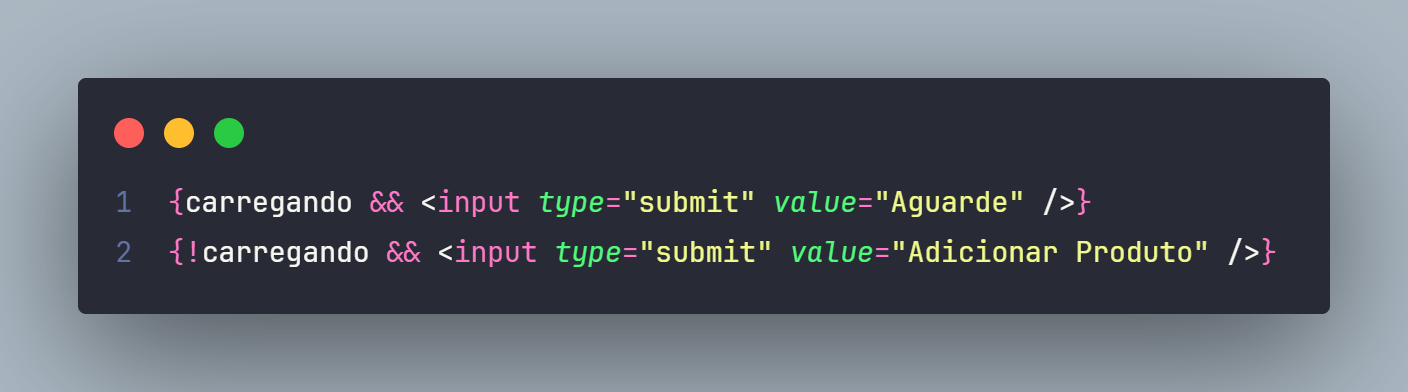 1 {carregando && <input type="submit" value="Aguarde" />}
2 {!carregando && <input type="submit" value="Adicionar Produto" />}